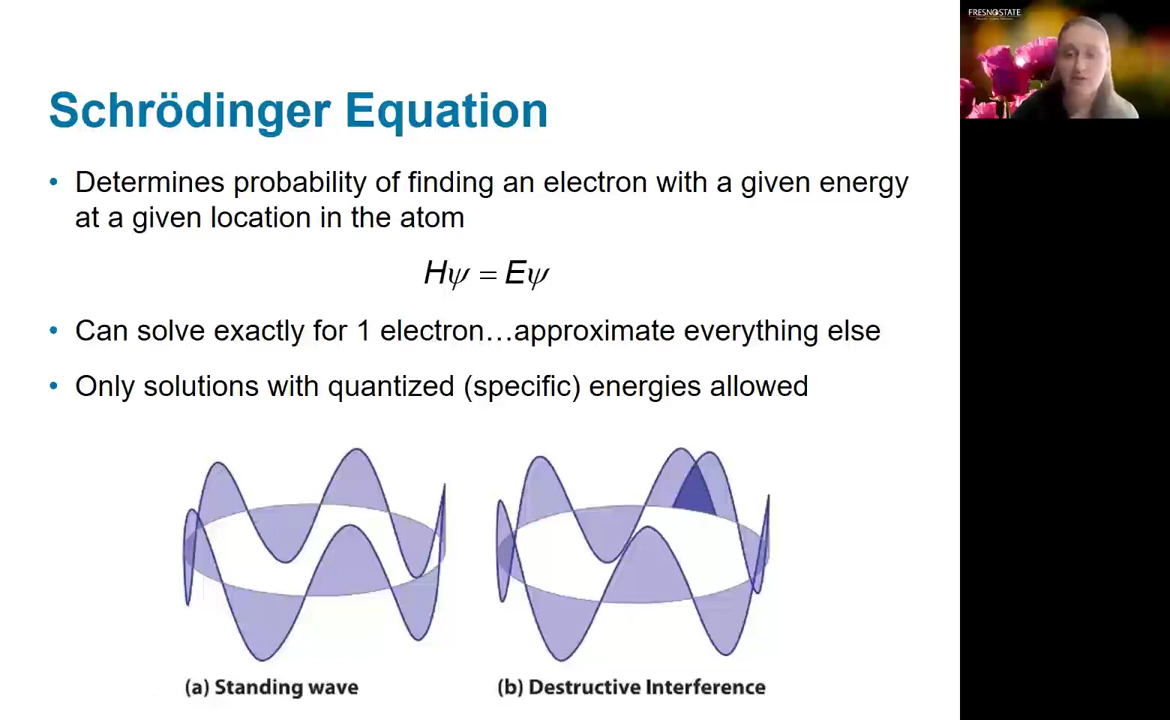 FRESNO STATE
Schrödinger Equation
• Determines probability of finding an electron with a given energy
at a given location in the atom
Hψ = Eψ
• Can solve exactly for 1 electron…approximate everything else
• Only solutions with quantized (specific) energies allowed
(a) Standing wave
(b) Destructive Interference